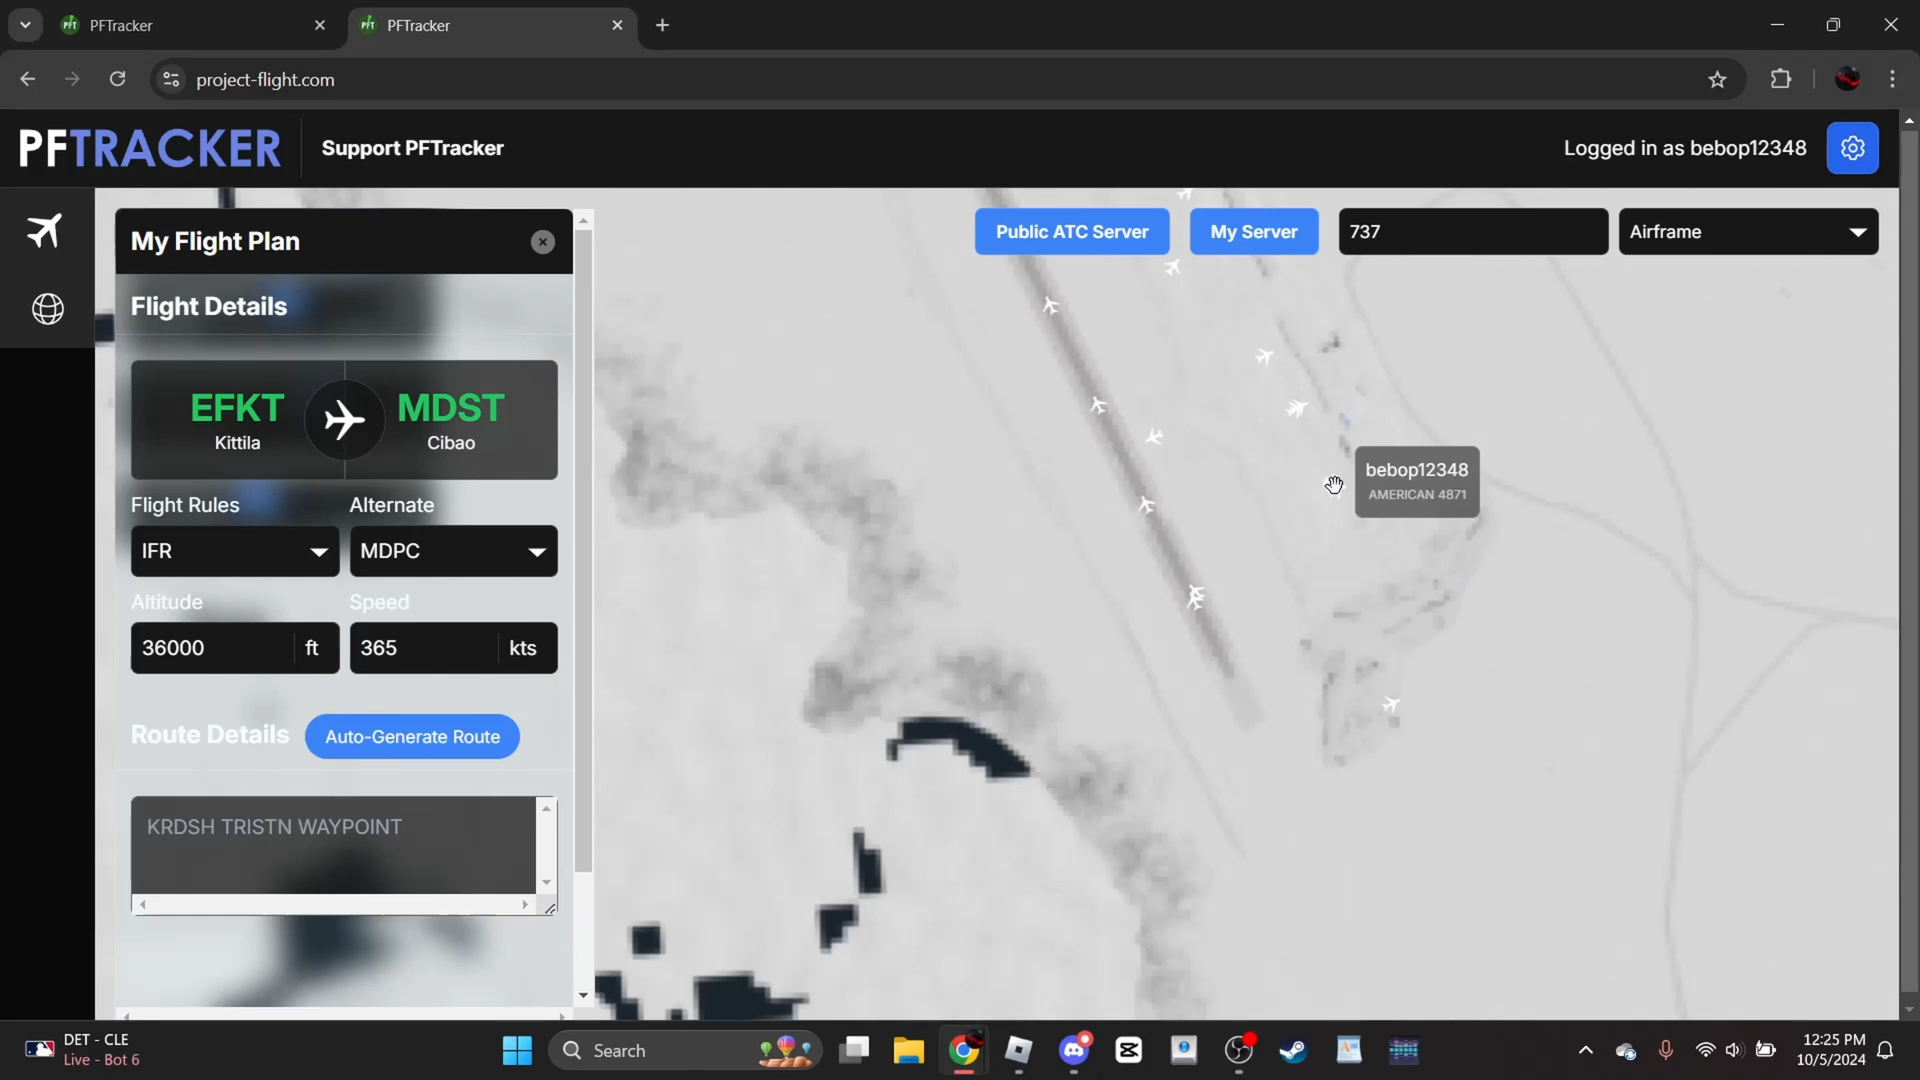 PFTracker
PFTracker
project-flight.com
PFTRACKER
Support PFTracker
Logged in as bebop12348
My Flight Plan
Public ATC Server
My Server
737
Airframe
Flight Details
EFKT
MDST
Kittila
Cibao
bebop12348
AMERICAN 4871
Flight Rules
Alternate
IFR
MDPC
Altitude
Speed
36000 ft
365 kts
Route Details
Auto-Generate Route
KRDSH TRISTN WAYPOINT
DET - CLE
Live - Bot 6
Search
12:25 PM
10/5/2024